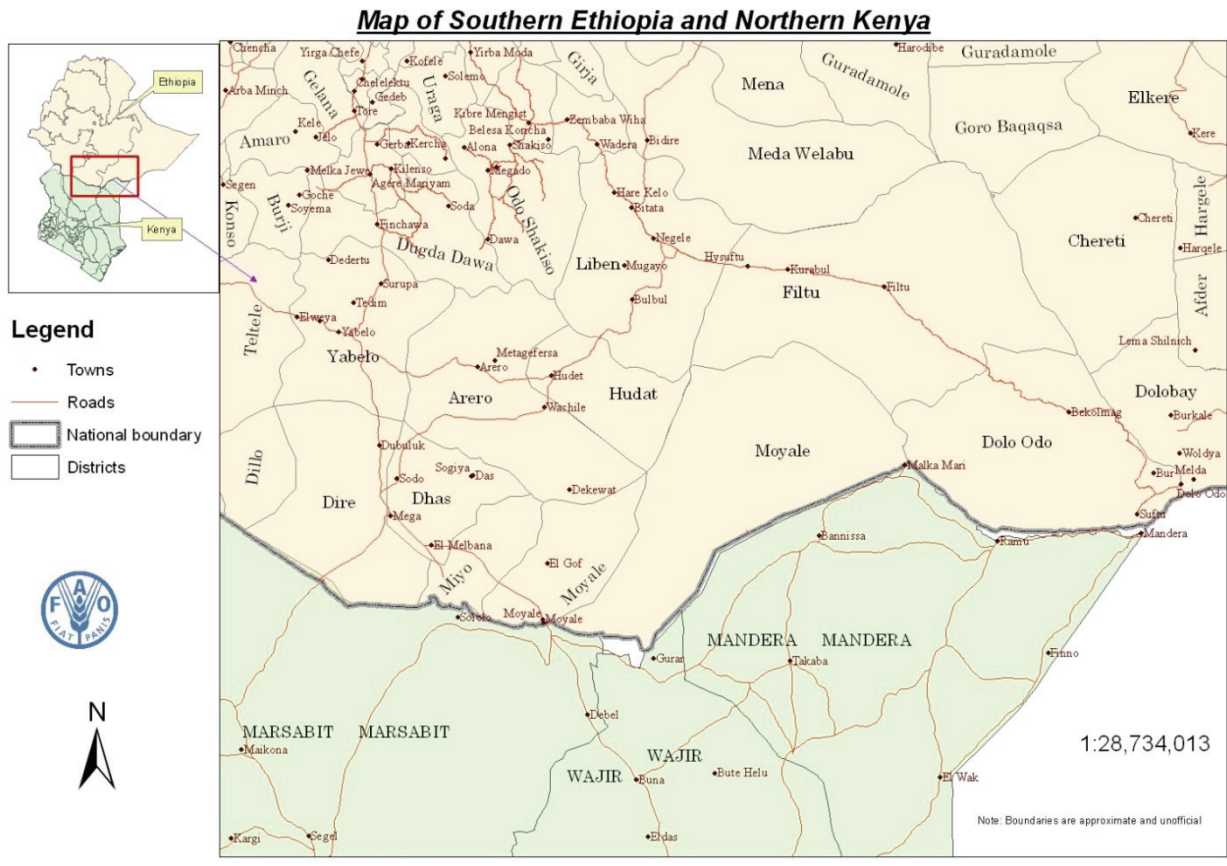 Map of Southern Ethiopia and Northern Kenya
Ethiopia
Kenya
Legend
Towns
Roads
National boundary
Districts
F A O
FIAT PANIS
N
Chencha
Yirga Chefe
Kofele
Yirba Moda
Harodibe
Guradamole
Girja
Guradamole
Solemo
Chelelektu
Gelana
Uraga
Mena
Arba Minch
Gedeb
Elkere
Tore
Kibre Mengist
Zembaba Wiha
Goro Baqaqsa
Kele
Jelo
Amaro
Belesa Koncha
Bidire
Kere
Gerba
Kercha
Alona
Shakiso
Wadera
Meda Welabu
Melka Jewe
Kilenso
Megado
Agere Mariyam
Segen
Goche
Hare Kelo
Hargele
Soyema
Soda
Odo Shakiso
Bitata
Konso
Burji
Chereti
Finchawa
Dawa
Negele
Chereti
Harqele
Dugda Dawa
Dedertu
Liben
Mugayo
Hysuftu
Kurabul
Surupa
Filtu
Filtu
Afder
Tedim
Bulbul
Elweya
Teltele
Yabelo
Yabelo
Metagefersa
Lema Shilnich
Arero
Hudet
Arero
Hudat
Dolobay
Wachile
Bekolmag
Burkale
Dubuluk
Dolo Odo
Dillo
Moyale
Woldya
Sogiya
Das
Malka Mari
Bur
Melda
Sodo
Dire
Dhas
Dekewat
Dolo Odo
Mega
Suftu
El Melbana
Bannissa
Ramu
Mandera
El Gof
Miyo
Moyale
Sololo
Moyale
Moyale
MANDERA
MANDERA
Gurar
Takaba
Fynno
Debel
MARSABIT
MARSABIT
Maikona
WAJIR
WAJIR
Buna
Bute Helu
El Wak
1:28,734,013
Kargi
Segel
Eldas
Note: Boundaries are approximate and unofficial